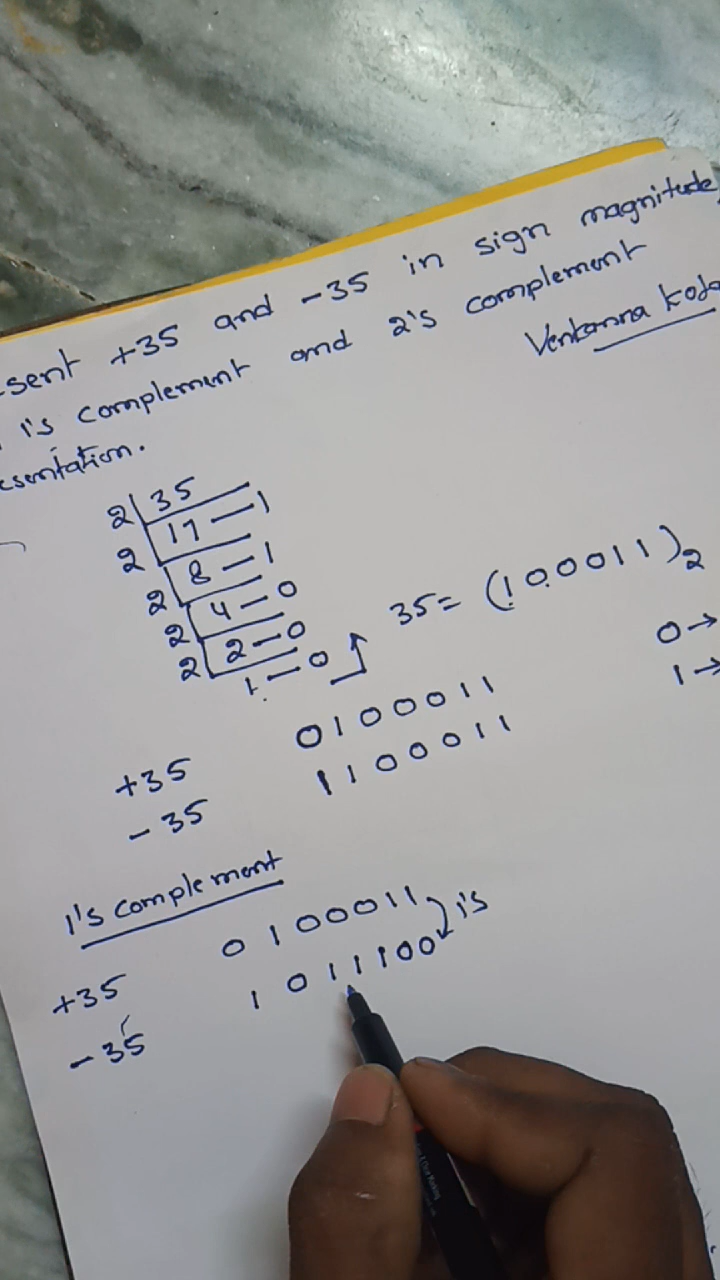 sent +35 and -35 in sign magnitude,
1's complement and 2's complement
esentation.
Venkanna Kod
2 35
2 17 — 1
2 8 — 1
2 4 — 0
2 2 — 0
1 — 0
35 = (100011)2
0 →
1 →
+35 0100011
-35 1100011
1's complement
+35 0100011
1's
-35 1011100